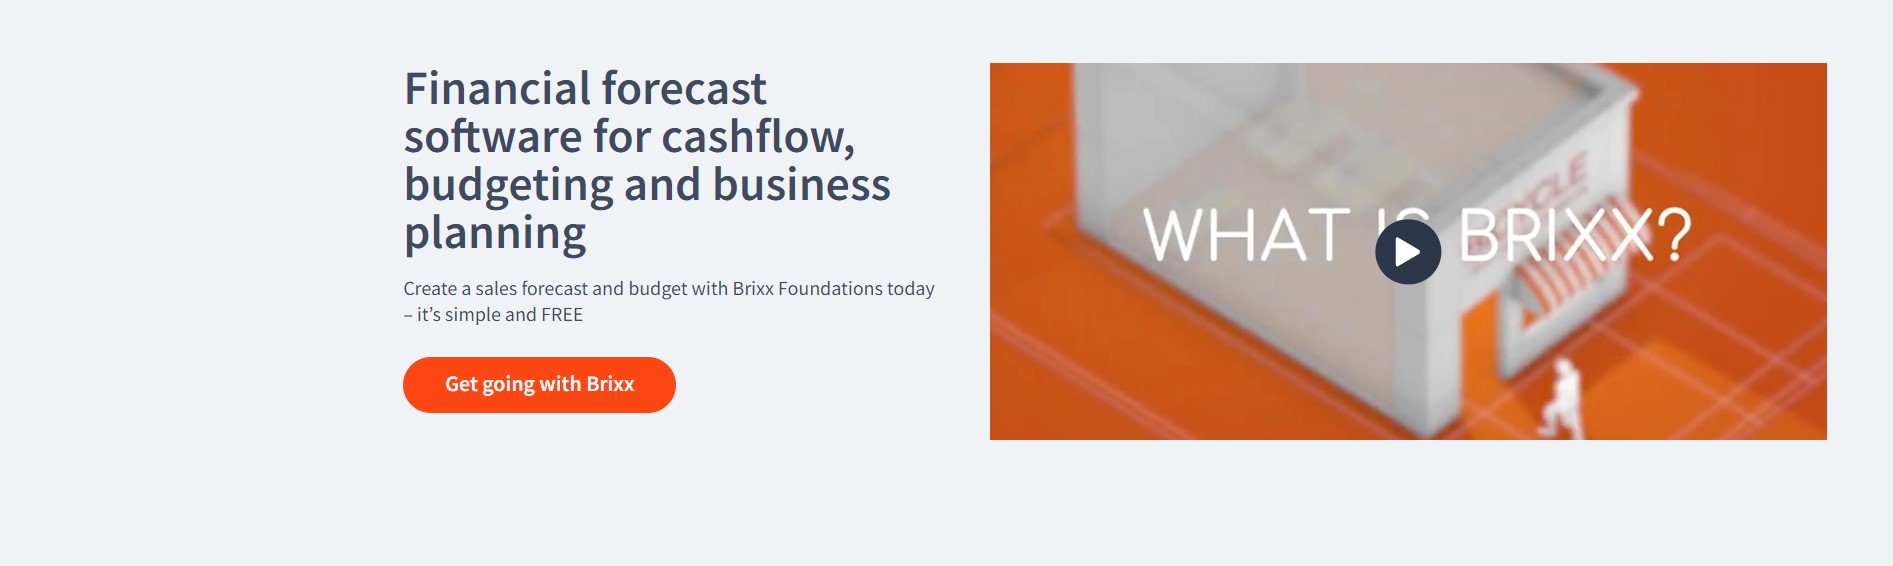 Financial forecast
software for cashflow,
budgeting and business
planning
Create a sales forecast and budget with Brixx Foundations today
– it's simple and FREE
Get going with Brixx
WHAT IS BRIXX?